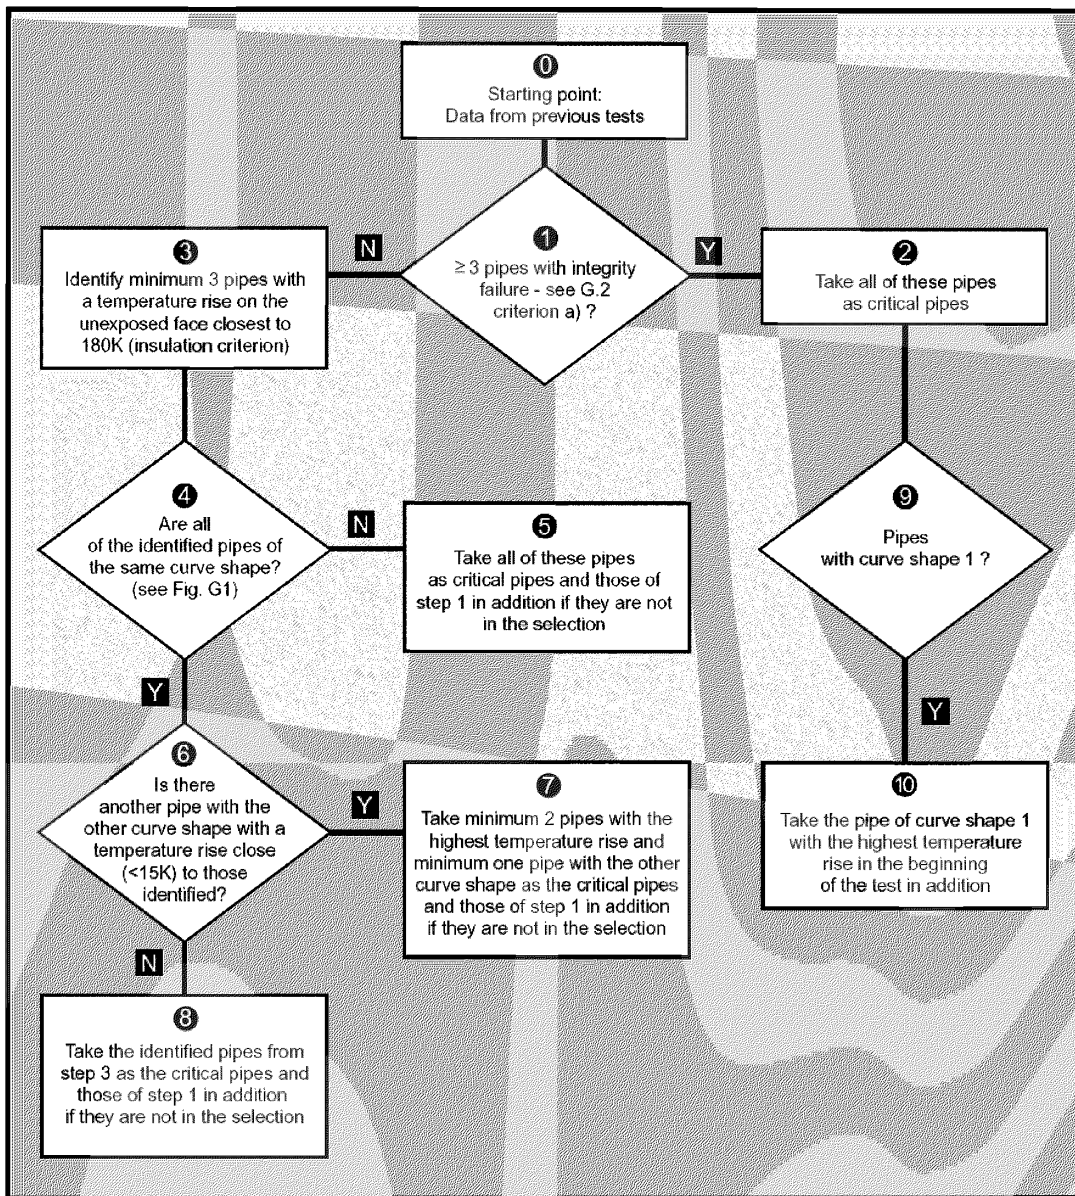 0
Starting point:
Data from previous tests
1
≥ 3 pipes with integrity
failure - see G.2
criterion a) ?
N
Y
2
Take all of these pipes
as critical pipes
3
Identify minimum 3 pipes with
a temperature rise on the
unexposed face closest to
180K (insulation criterion)
4
Are all
of the identified pipes of
the same curve shape?
(see Fig. G1)
N
5
Take all of these pipes
as critical pipes and those of
step 1 in addition if they are not
in the selection
9
Pipes
with curve shape 1 ?
Y
Y
6
Is there
another pipe with the
other curve shape with a
temperature rise close
(<15K) to those
identified?
Y
7
Take minimum 2 pipes with the
highest temperature rise and
minimum one pipe with the other
curve shape as the critical pipes
and those of step 1 in addition
if they are not in the selection
10
Take the pipe of curve shape 1
with the highest temperature
rise in the beginning
of the test in addition
N
8
Take the identified pipes from
step 3 as the critical pipes and
those of step 1 in addition
if they are not in the selection